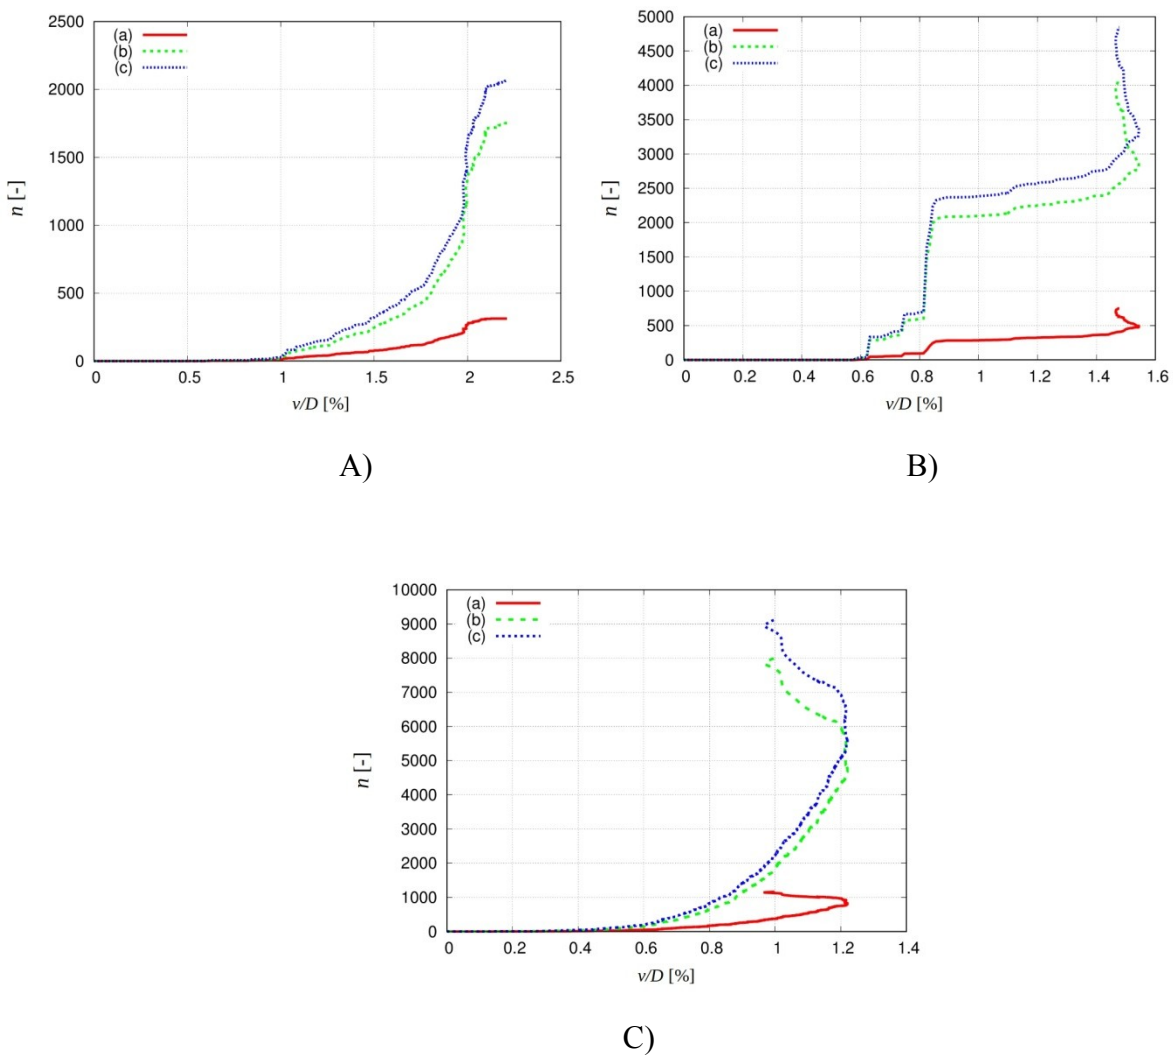 2500
2000
1500
1000
500
0
n [-]
(a)
(b)
(c)
0 0.5 1 1.5 2 2.5
v/D [%]
A)
5000
4500
4000
3500
3000
2500
2000
1500
1000
500
0
n [-]
(a)
(b)
(c)
0 0.2 0.4 0.6 0.8 1 1.2 1.4 1.6
v/D [%]
B)
10000
9000
8000
7000
6000
5000
4000
3000
2000
1000
0
n [-]
(a)
(b)
(c)
0 0.2 0.4 0.6 0.8 1 1.2 1.4
v/D [%]
C)